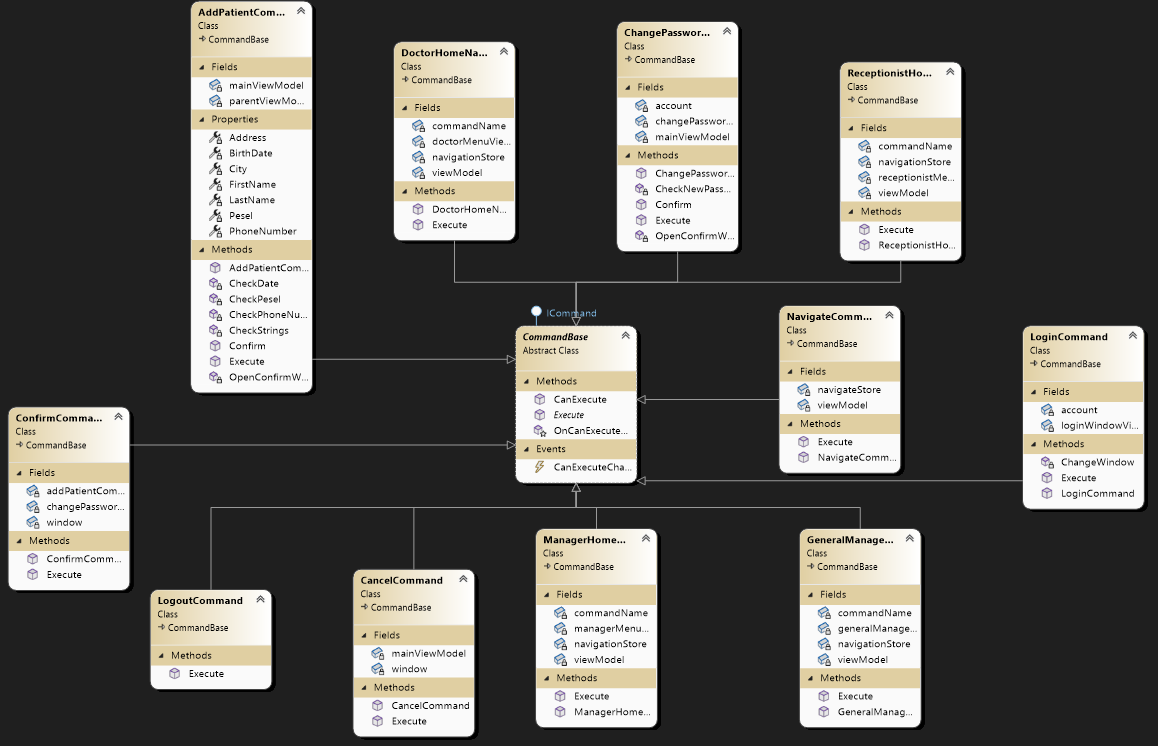 AddPatientCom...
Class
CommandBase
Fields
mainViewModel
parentViewMo...
Properties
Address
BirthDate
City
FirstName
LastName
Pesel
PhoneNumber
Methods
AddPatientCom...
CheckDate
CheckPesel
CheckPhoneNu...
CheckStrings
Confirm
Execute
OpenConfirmW...
DoctorHomeNa...
Class
CommandBase
Fields
commandName
doctorMenuVie...
navigationStore
viewModel
Methods
DoctorHomeN...
Execute
ChangePasswor...
Class
CommandBase
Fields
account
changePasswor...
mainViewModel
Methods
ChangePasswor...
CheckNewPass...
Confirm
Execute
OpenConfirmW...
ReceptionistHo...
Class
CommandBase
Fields
commandName
navigationStore
receptionistMe...
viewModel
Methods
Execute
ReceptionistHo...
ICommand
CommandBase
Abstract Class
Methods
CanExecute
Execute
OnCanExecute...
Events
CanExecuteCha...
NavigateComm...
Class
CommandBase
Fields
navigateStore
viewModel
Methods
Execute
NavigateComm...
LoginCommand
Class
CommandBase
Fields
account
loginWindowVi...
Methods
ChangeWindow
Execute
LoginCommand
ConfirmComma...
Class
CommandBase
Fields
addPatientCom...
changePasswor...
window
Methods
ConfirmComm...
Execute
LogoutCommand
Class
CommandBase
Methods
Execute
CancelCommand
Class
CommandBase
Fields
mainViewModel
window
Methods
CancelCommand
Execute
ManagerHome...
Class
CommandBase
Fields
commandName
managerMenu...
navigationStore
viewModel
Methods
Execute
ManagerHome...
GeneralManage...
Class
CommandBase
Fields
commandName
generalManage...
navigationStore
viewModel
Methods
Execute
GeneralManag...